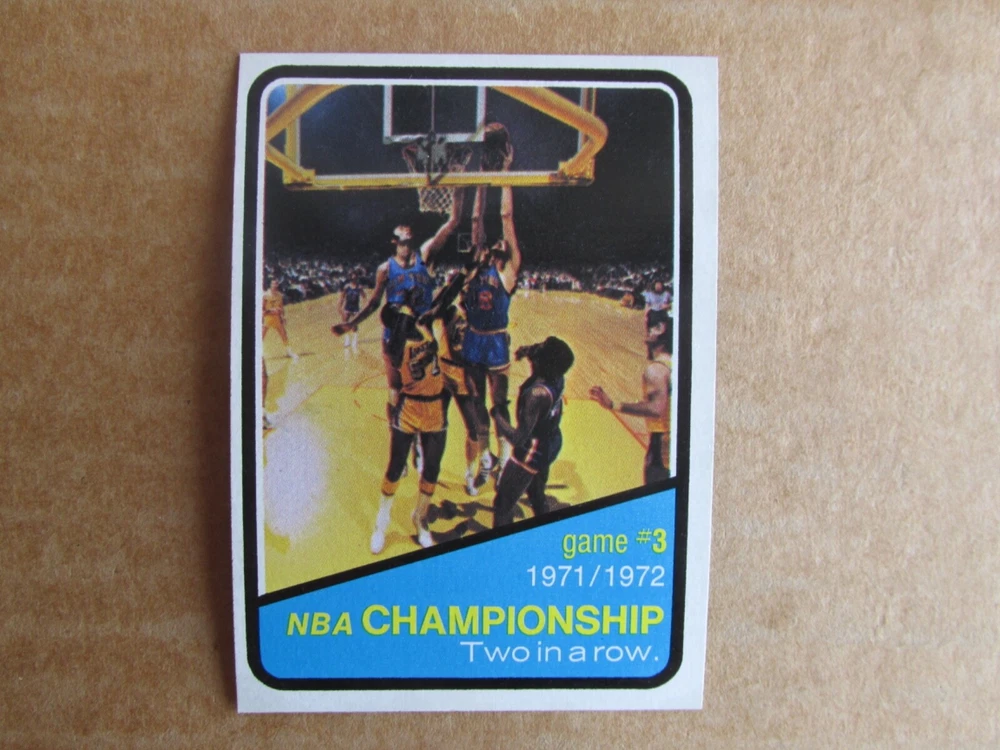 game #3
1971/1972
NBA CHAMPIONSHIP
Two in a row.